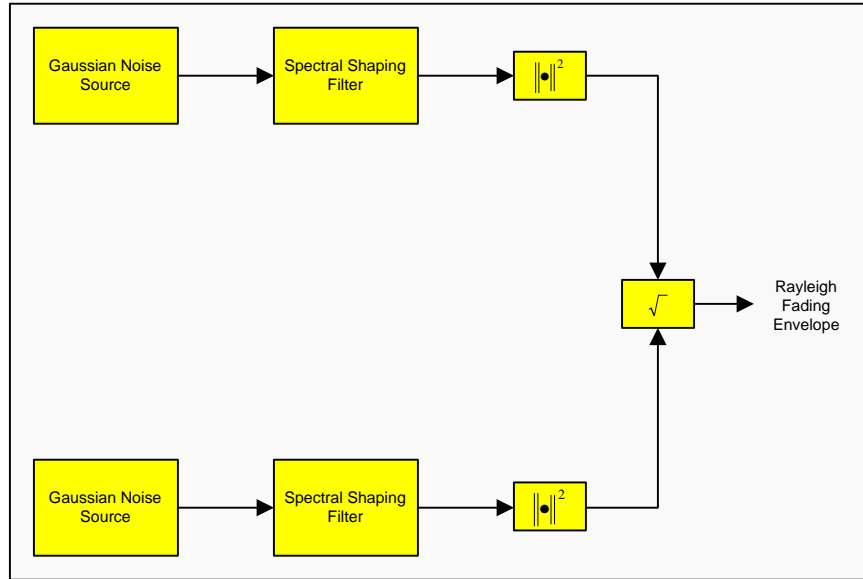 Gaussian Noise
Source
Spectral Shaping
Filter
‖•‖²
√
Rayleigh
Fading
Envelope
Gaussian Noise
Source
Spectral Shaping
Filter
‖•‖²